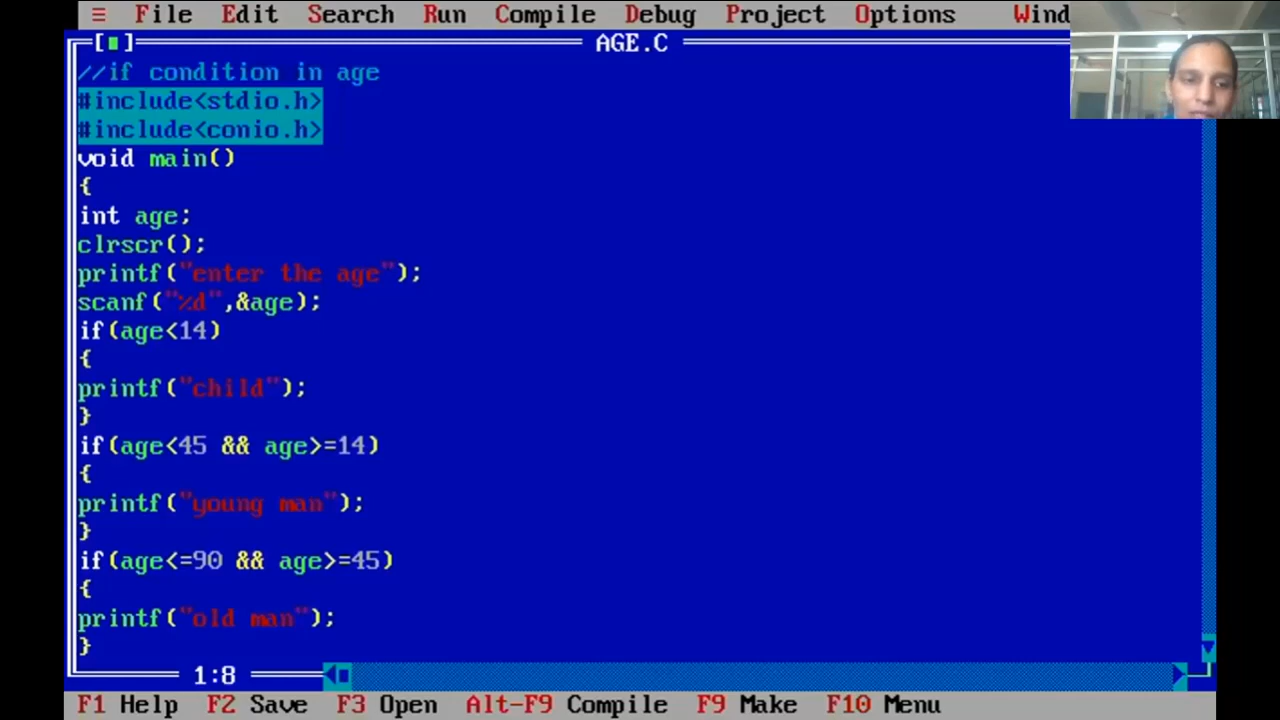 ≡ File Edit Search Run Compile Debug Project Options Wind
[■] AGE.C
//if condition in age
#include<stdio.h>
#include<conio.h>
void main()
{
int age;
clrscr();
printf("enter the age");
scanf("%d",&age);
if(age<14)
{
printf("child");
}
if(age<45 && age>=14)
{
printf("young man");
}
if(age<=90 && age>=45)
{
printf("old man");
}
1:8
F1 Help F2 Save F3 Open Alt-F9 Compile F9 Make F10 Menu